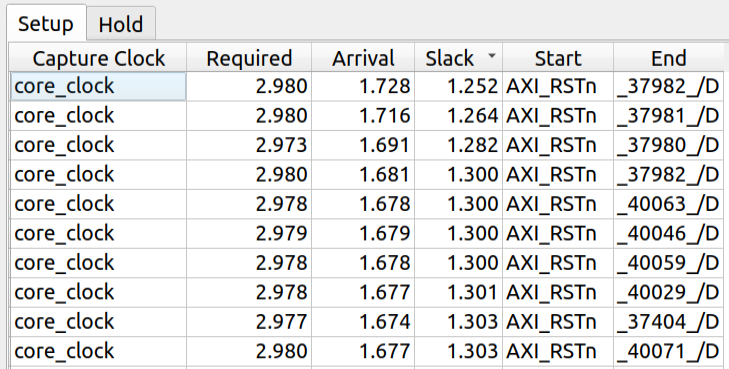 Setup Hold
Capture Clock Required Arrival Slack Start End
core_clock 2.980 1.728 1.252 AXI_RSTn _37982_/D
core_clock 2.980 1.716 1.264 AXI_RSTn _37981_/D
core_clock 2.973 1.691 1.282 AXI_RSTn _37980_/D
core_clock 2.980 1.681 1.300 AXI_RSTn _37982_/D
core_clock 2.978 1.678 1.300 AXI_RSTn _40063_/D
core_clock 2.979 1.679 1.300 AXI_RSTn _40046_/D
core_clock 2.978 1.678 1.300 AXI_RSTn _40059_/D
core_clock 2.978 1.677 1.301 AXI_RSTn _40029_/D
core_clock 2.977 1.674 1.303 AXI_RSTn _37404_/D
core_clock 2.980 1.677 1.303 AXI_RSTn _40071_/D